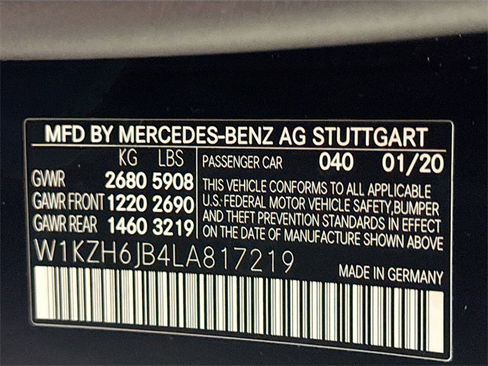 MFD BY MERCEDES-BENZ AG STUTTGART
KG LBS
GVWR 2680 5908
GAWR FRONT 1220 2690
GAWR REAR 1460 3219
PASSENGER CAR 040 01/20
THIS VEHICLE CONFORMS TO ALL APPLICABLE
U.S: FEDERAL MOTOR VEHICLE SAFETY,BUMPER
AND THEFT PREVENTION STANDARDS IN EFFECT
ON THE DATE OF MANUFACTURE SHOWN ABOVE.
W1KZH6JB4LA817219
MADE IN GERMANY